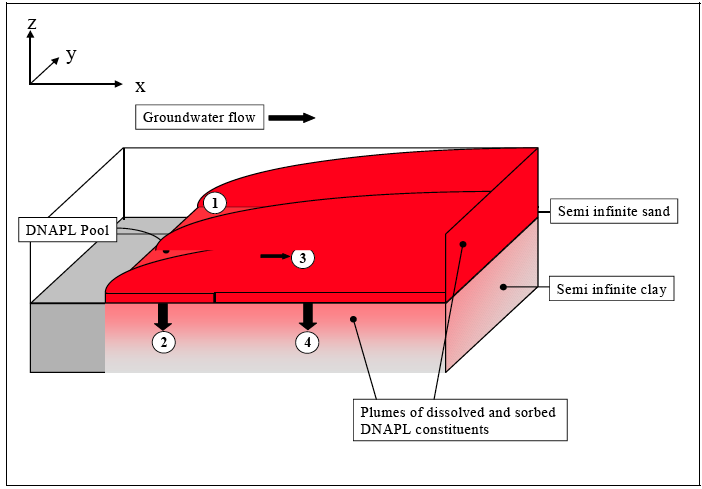 z
y
x
Groundwater flow
1
DNAPL Pool
Semi infinite sand
3
Semi infinite clay
2
4
Plumes of dissolved and sorbed
DNAPL constituents